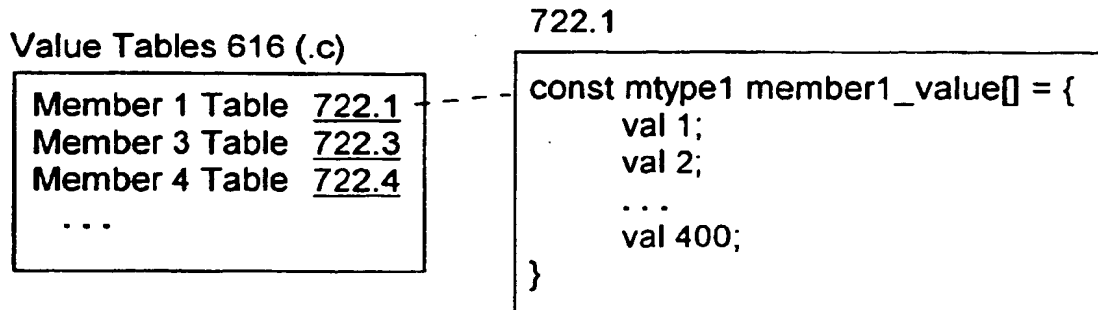 Value Tables 616 (.c)
Member 1 Table 722.1
Member 3 Table 722.3
Member 4 Table 722.4
. . .
722.1
const mtype1 member1_value[] = {
val 1;
val 2;
. . .
val 400;
}